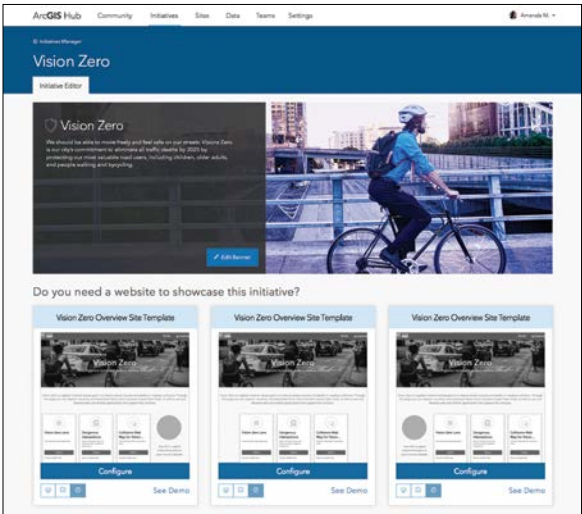 ArcGIS Hub Community Initiatives Sites Data Teams Settings Amanda M.
Initiatives Manager
Vision Zero
Initiative Editor
Vision Zero
We should be able to move freely and feel safe on our streets. Visions Zero
is our city's commitment to eliminate all traffic deaths by 2025 by
protecting our most valuable road users, including children, older adults,
and people walking and bycycling.
Edit Banner
Do you need a website to showcase this initiative?
Vision Zero Overview Site Template Vision Zero Overview Site Template Vision Zero Overview Site Template
Vision Zero Vision Zero Vision Zero
Configure Configure Configure
See Demo See Demo See Demo